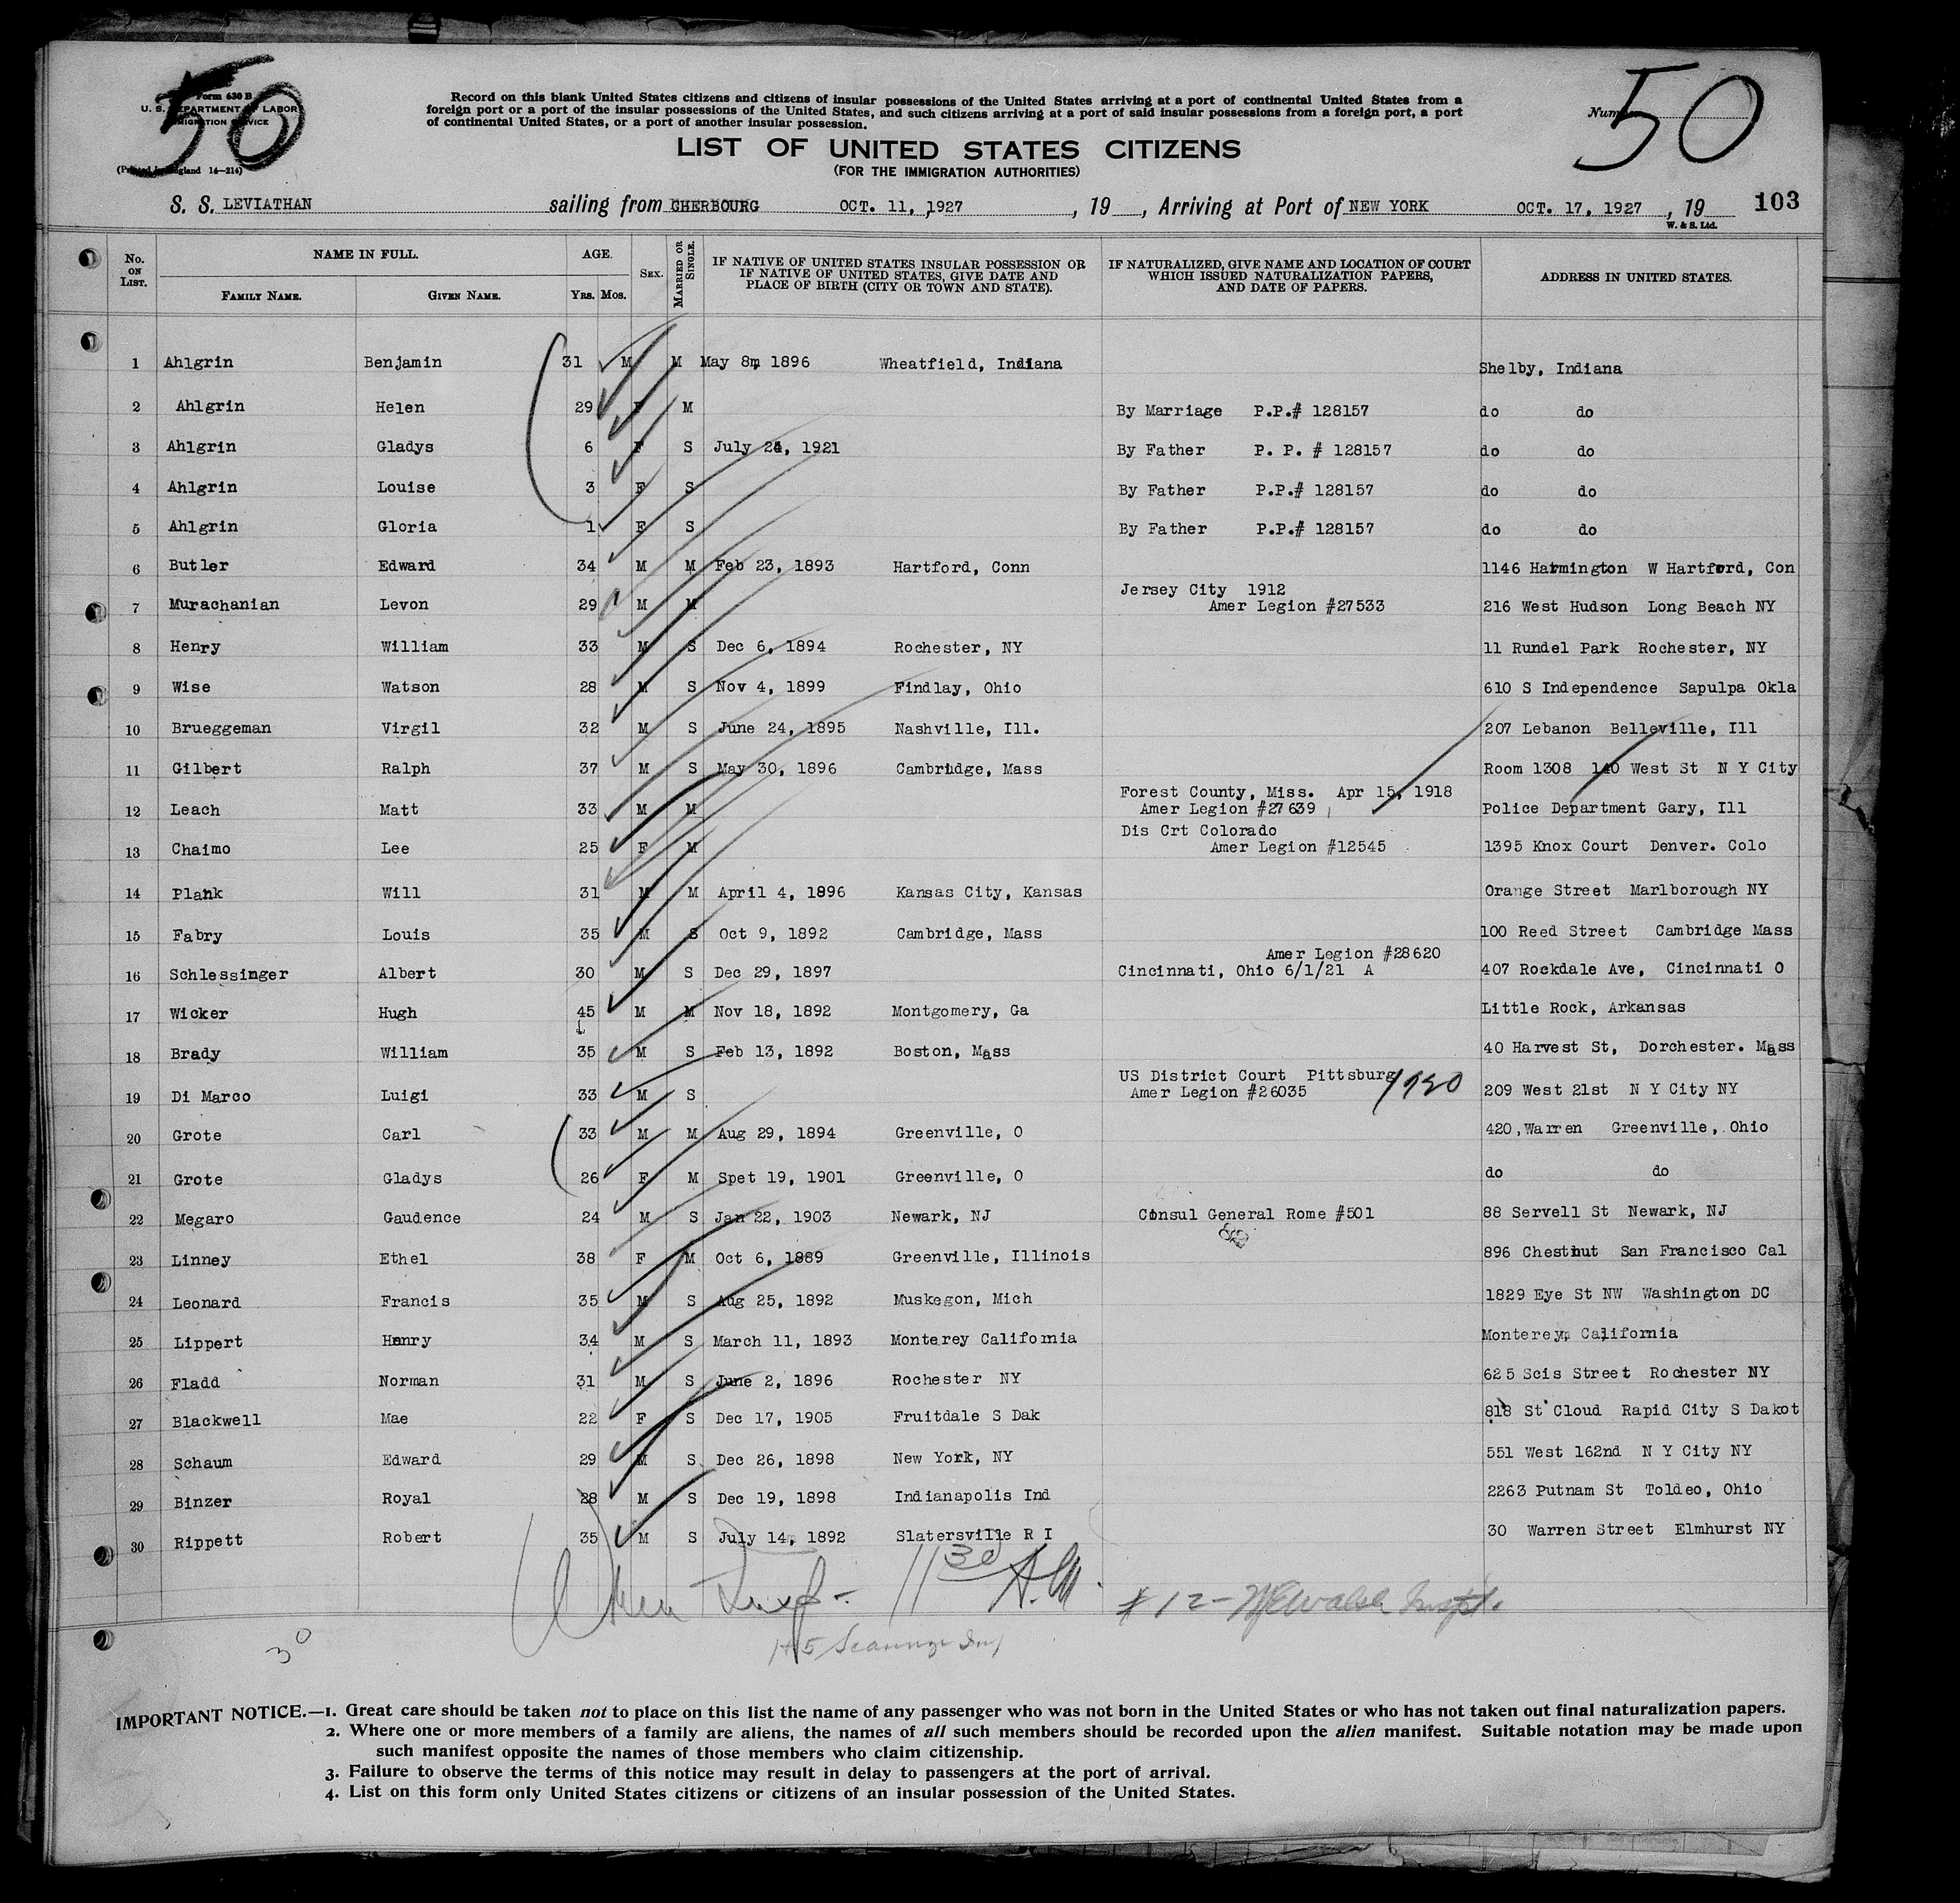 50
50
Form 630 B
U. S. DEPARTMENT OF LABOR
IMMIGRATION SERVICE
(Printed in England 14—214)
Record on this blank United States citizens and citizens of insular possessions of the United States arriving at a port of continental United States from a
foreign port or a port of the insular possessions of the United States, and such citizens arriving at a port of said insular possessions from a foreign port, a port
of continental United States, or a port of another insular possession.
LIST OF UNITED STATES CITIZENS
(FOR THE IMMIGRATION AUTHORITIES)
S. S. LEVIATHAN sailing from CHERBOURG OCT. 11, 1927, 19 , Arriving at Port of NEW YORK OCT. 17, 1927, 19 103
W. & S. Ltd.
No. ON LIST. NAME IN FULL. FAMILY NAME. GIVEN NAME. AGE. YRS. MOS. SEX. MARRIED OR SINGLE. IF NATIVE OF UNITED STATES INSULAR POSSESSION OR IF NATIVE OF UNITED STATES, GIVE DATE AND PLACE OF BIRTH (CITY OR TOWN AND STATE). IF NATURALIZED, GIVE NAME AND LOCATION OF COURT WHICH ISSUED NATURALIZATION PAPERS, AND DATE OF PAPERS. ADDRESS IN UNITED STATES.
1 Ahlgrin Benjamin 31 M M May 8m 1896 Wheatfield, Indiana Shelby, Indiana
2 Ahlgrin Helen 29 F M By Marriage P.P.# 128157 do do
3 Ahlgrin Gladys 6 F S July 24, 1921 By Father P. P. # 128157 do do
4 Ahlgrin Louise 3 F S By Father P.P.# 128157 do do
5 Ahlgrin Gloria 1 F S By Father P.P.# 128157 do do
6 Butler Edward 34 M M Feb 23, 1893 Hartford, Conn 1146 Harmington W Hartford, Con
7 Murachanian Levon 29 M M Jersey City 1912
Amer Legion #27533 216 West Hudson Long Beach NY
8 Henry William 33 M S Dec 6, 1894 Rochester, NY 11 Rundel Park Rochester, NY
9 Wise Watson 28 M S Nov 4, 1899 Findlay, Ohio 610 S Independence Sapulpa Okla
10 Brueggeman Virgil 32 M S June 24, 1895 Nashville, Ill. 207 Lebanon Belleville, Ill
11 Gilbert Ralph 37 M S May 30, 1896 Cambridge, Mass Room 1308 140 West St N Y City
12 Leach Matt 33 M M Forest County, Miss. Apr 15, 1918
Amer Legion #27639 Police Department Gary, Ill
13 Chaimo Lee 25 F M Dis Crt Colorado
Amer Legion #12545 1395 Knox Court Denver. Colo
14 Plank Will 31 M M April 4, 1896 Kansas City, Kansas Orange Street Marlborough NY
15 Fabry Louis 35 M S Oct 9, 1892 Cambridge, Mass 100 Reed Street Cambridge Mass
Amer Legion #28620
16 Schlessinger Albert 30 M S Dec 29, 1897 Cincinnati, Ohio 6/1/21 A 407 Rockdale Ave, Cincinnati O
17 Wicker Hugh 45 M M Nov 18, 1892 Montgomery, Ga Little Rock, Arkansas
18 Brady William 35 M S Feb 13, 1892 Boston, Mass 40 Harvest St, Dorchester. Mass
19 Di Marco Luigi 33 M S US District Court Pittsburg 1920
Amer Legion #26035 209 West 21st N Y City NY
20 Grote Carl 33 M M Aug 29, 1894 Greenville, O 420, Warren Greenville, Ohio
21 Grote Gladys 26 F M Spet 19, 1901 Greenville, O do do
22 Megaro Gaudence 24 M S Jan 22, 1903 Newark, NJ Consul General Rome #501 88 Servell St Newark, NJ
23 Linney Ethel 38 F M Oct 6, 1889 Greenville, Illinois 896 Chestnut San Francisco Cal
24 Leonard Francis 35 M S Aug 25, 1892 Muskegon, Mich 1829 Eye St NW Washington DC
25 Lippert Henry 34 M S March 11, 1893 Monterey California Monterey, California
26 Fladd Norman 31 M S June 2, 1896 Rochester NY 625 Scis Street Rochester NY
27 Blackwell Mae 22 F S Dec 17, 1905 Fruitdale S Dak 818 St Cloud Rapid City S Dakot
28 Schaum Edward 29 M S Dec 26, 1898 New York, NY 551 West 162nd N Y City NY
29 Binzer Royal 28 M S Dec 19, 1898 Indianapolis Ind 2263 Putnam St Toldeo, Ohio
30 Rippett Robert 35 M S July 14, 1892 Slatersville R I 30 Warren Street Elmhurst NY
11 30 A.M.
# 12 - Walsh Inspt.
30
IMPORTANT NOTICE.—1. Great care should be taken not to place on this list the name of any passenger who was not born in the United States or who has not taken out final naturalization papers.
2. Where one or more members of a family are aliens, the names of all such members should be recorded upon the alien manifest. Suitable notation may be made upon
such manifest opposite the names of those members who claim citizenship.
3. Failure to observe the terms of this notice may result in delay to passengers at the port of arrival.
4. List on this form only United States citizens or citizens of an insular possession of the United States.